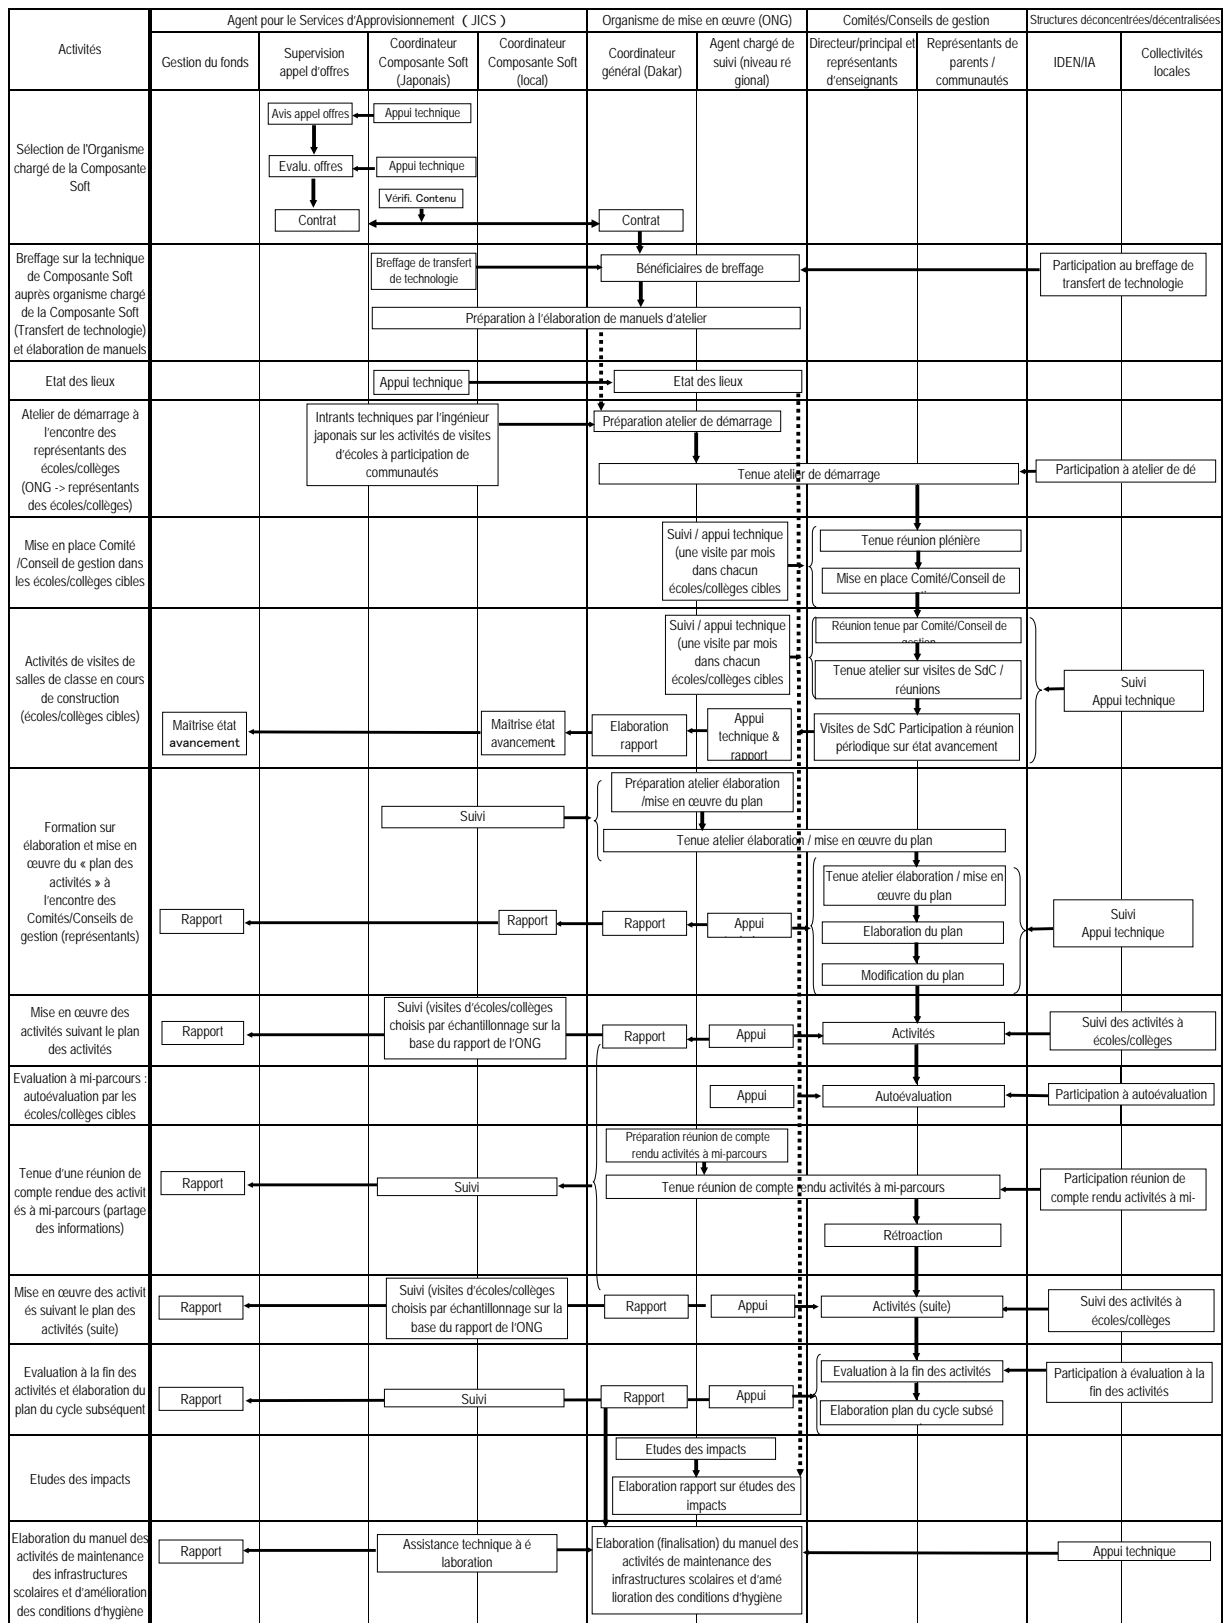 Activités
Agent pour le Services d'Approvisionnement ( JICS )
Organisme de mise en œuvre (ONG)
Comités/Conseils de gestion
Structures déconcentrées/décentralisées
Gestion du fonds
Supervision
appel d'offres
Coordinateur
Composante Soft
(Japonais)
Coordinateur
Composante Soft
(local)
Coordinateur
général (Dakar)
Agent chargé de
suivi (niveau ré
gional)
Directeur/principal et
représentants
d'enseignants
Représentants de
parents /
communautés
IDEN/IA
Collectivités
locales
Sélection de l'Organisme
chargé de la Composante
Soft
Avis appel offres
Appui technique
Evalu. offres
Appui technique
Vérifi. Contenu
Contrat
Contrat
Breffage sur la technique
de Composante Soft
auprès organisme chargé
de la Composante Soft
(Transfert de technologie)
et élaboration de manuels
Breffage de transfert
de technologie
Bénéficiaires de breffage
Participation au breffage de
transfert de technologie
Préparation à l'élaboration de manuels d'atelier
Etat des lieux
Appui technique
Etat des lieux
Atelier de démarrage à
l'encontre des
représentants des
écoles/collèges
(ONG -> représentants
des écoles/collèges)
Intrants techniques par l'ingénieur
japonais sur les activités de visites
d'écoles à participation de
communautés
Préparation atelier de démarrage
Tenue atelier de démarrage
Participation à atelier de dé
Mise en place Comité
/Conseil de gestion dans
les écoles/collèges cibles
Suivi / appui technique
(une visite par mois
dans chacun
écoles/collèges cibles
Tenue réunion plénière
Mise en place Comité/Conseil de
Activités de visites de
salles de classe en cours
de construction
(écoles/collèges cibles)
Suivi / appui technique
(une visite par mois
dans chacun
écoles/collèges cibles
Réunion tenue par Comité/Conseil de
gestion
Tenue atelier sur visites de SdC /
réunions
Suivi
Appui technique
Maîtrise état
avancement
Maîtrise état
avancement
Elaboration
rapport
Appui
technique &
rapport
Visites de SdC Participation à réunion
périodique sur état avancement
Formation sur
élaboration et mise en
œuvre du « plan des
activités » à
l'encontre des
Comités/Conseils de
gestion (représentants)
Préparation atelier élaboration
/mise en œuvre du plan
Suivi
Tenue atelier élaboration / mise en œuvre du plan
Tenue atelier élaboration / mise en
œuvre du plan
Rapport
Rapport
Rapport
Appui
Elaboration du plan
Modification du plan
Suivi
Appui technique
Mise en œuvre des
activités suivant le plan
des activités
Rapport
Suivi (visites d'écoles/collèges
choisis par échantillonnage sur la
base du rapport de l'ONG
Rapport
Appui
Activités
Suivi des activités à
écoles/collèges
Evaluation à mi-parcours :
autoévaluation par les
écoles/collèges cibles
Appui
Autoévaluation
Participation à autoévaluation
Tenue d'une réunion de
compte rendue des activit
és à mi-parcours (partage
des informations)
Préparation réunion de compte
rendu activités à mi-parcours
Rapport
Suivi
Tenue réunion de compte rendu activités à mi-parcours
Participation réunion de
compte rendu activités à mi-
Rétroaction
Mise en œuvre des activit
és suivant le plan des
activités (suite)
Rapport
Suivi (visites d'écoles/collèges
choisis par échantillonnage sur la
base du rapport de l'ONG
Rapport
Appui
Activités (suite)
Suivi des activités à
écoles/collèges
Evaluation à la fin des
activités et élaboration du
plan du cycle subséquent
Rapport
Suivi
Rapport
Appui
Evaluation à la fin des activités
Elaboration plan du cycle subsé
Participation à évaluation à la
fin des activités
Etudes des impacts
Etudes des impacts
Elaboration rapport sur études des
impacts
Elaboration du manuel des
activités de maintenance
des infrastructures
scolaires et d'amélioration
des conditions d'hygiène
Rapport
Assistance technique à é
laboration
Elaboration (finalisation) du manuel des
activités de maintenance des
infrastructures scolaires et d'amé
lioration des conditions d'hygiène
Appui technique